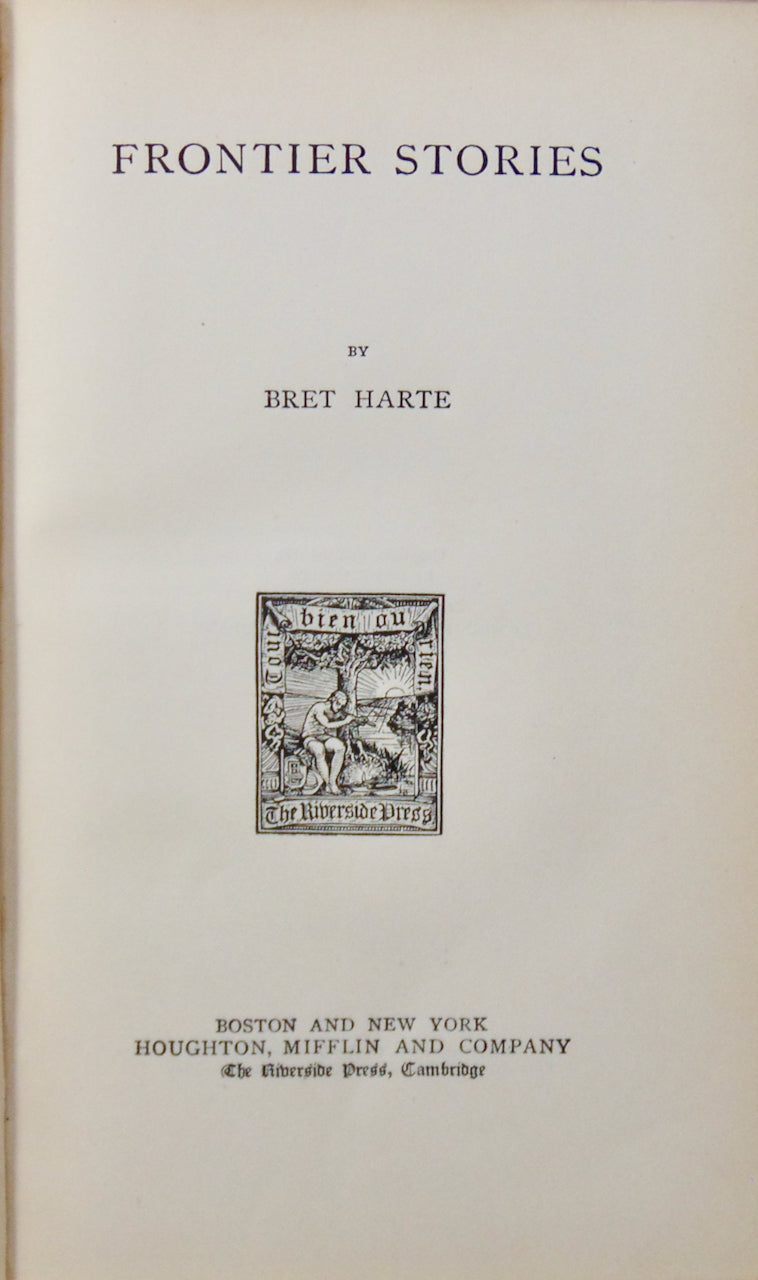 FRONTIER STORIES
BY
BRET HARTE
Tout bien ou rien.
The Riverside Press
BOSTON AND NEW YORK
HOUGHTON, MIFFLIN AND COMPANY
The Riverside Press, Cambridge